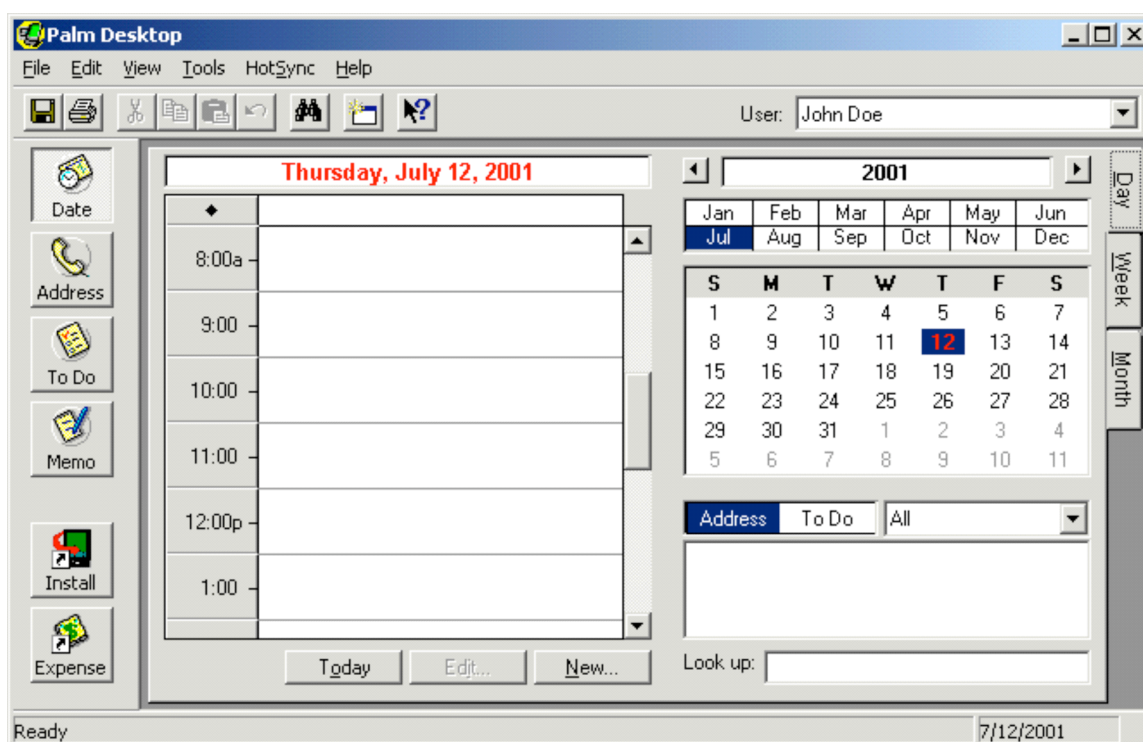 Palm Desktop
File Edit View Tools HotSync Help
User: John Doe
Date
Address
To Do
Memo
Install
Expense
Thursday, July 12, 2001
8:00a
9:00
10:00
11:00
12:00p
1:00
Today Edit... New...
2001
Jan Feb Mar Apr May Jun
Jul Aug Sep Oct Nov Dec
S M T W T F S
1 2 3 4 5 6 7
8 9 10 11 12 13 14
15 16 17 18 19 20 21
22 23 24 25 26 27 28
29 30 31 1 2 3 4
5 6 7 8 9 10 11
Address To Do All
Look up:
Day
Week
Month
Ready 7/12/2001